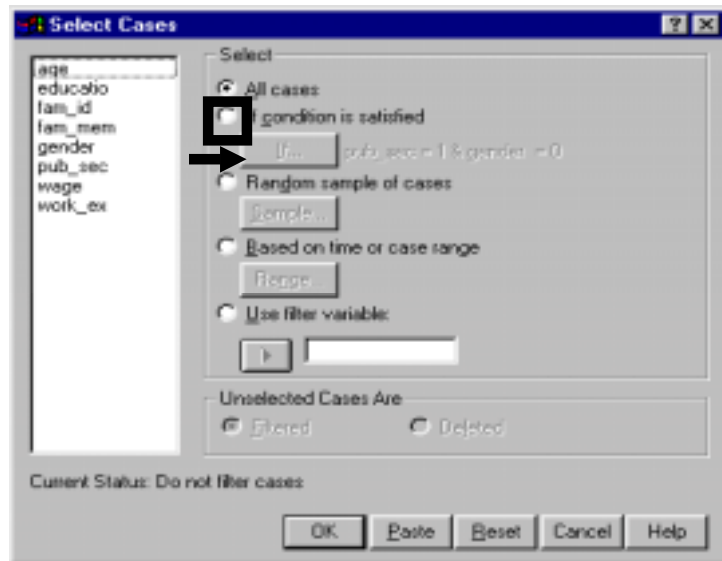 Select Cases
age
educatio
fam_id
fam_mem
gender
pub_sec
wage
work_ex
Select
All cases
If condition is satisfied
If... pub_sec = 1 & gender = 0
Random sample of cases
Sample...
Based on time or case range
Range...
Use filter variable:
Unselected Cases Are
Filtered Deleted
Current Status: Do not filter cases
OK Paste Reset Cancel Help